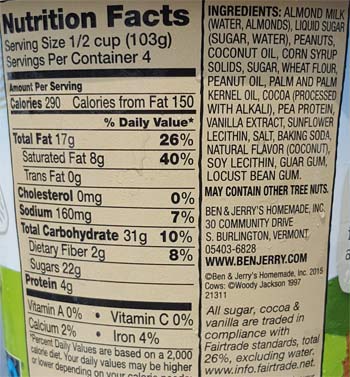 Nutrition Facts
Serving Size 1/2 cup (103g)
Servings Per Container 4
Amount Per Serving
Calories 290 Calories from Fat 150
% Daily Value*
Total Fat 17g 26%
Saturated Fat 8g 40%
Trans Fat 0g
Cholesterol 0mg 0%
Sodium 160mg 7%
Total Carbohydrate 31g 10%
Dietary Fiber 2g 8%
Sugars 22g
Protein 4g
Vitamin A 0% • Vitamin C 0%
Calcium 2% • Iron 4%
*Percent Daily Values are based on a 2,000
calorie diet. Your daily values may be higher
or lower depending on your calorie
INGREDIENTS: ALMOND MILK
(WATER, ALMONDS), LIQUID SUGAR
(SUGAR, WATER), PEANUTS,
COCONUT OIL, CORN SYRUP
SOLIDS, SUGAR, WHEAT FLOUR,
PEANUT OIL, PALM AND PALM
KERNEL OIL, COCOA (PROCESSED
WITH ALKALI), PEA PROTEIN,
VANILLA EXTRACT, SUNFLOWER
LECITHIN, SALT, BAKING SODA,
NATURAL FLAVOR (COCONUT),
SOY LECITHIN, GUAR GUM,
LOCUST BEAN GUM.
MAY CONTAIN OTHER TREE NUTS.
BEN & JERRY'S HOMEMADE, INC.
30 COMMUNITY DRIVE
S. BURLINGTON, VERMONT
05403-6828
WWW.BENJERRY.COM
©Ben & Jerry's Homemade, Inc. 2015
Cows: ©Woody Jackson 1997
21311
All sugar, cocoa &
vanilla are traded in
compliance with
Fairtrade standards, total
26%, excluding water.
www.info.fairtrade.net.